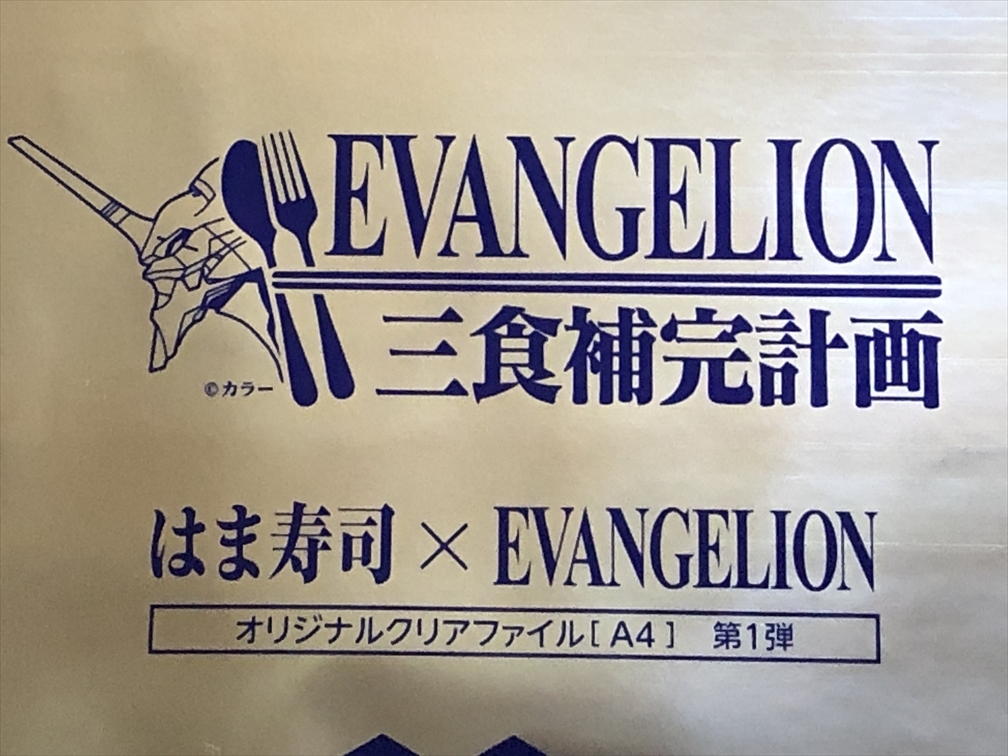 EVANGELION
三食補完計画
©カラー
はま寿司×EVANGELION
オリジナルクリアファイル[A4] 第1弾